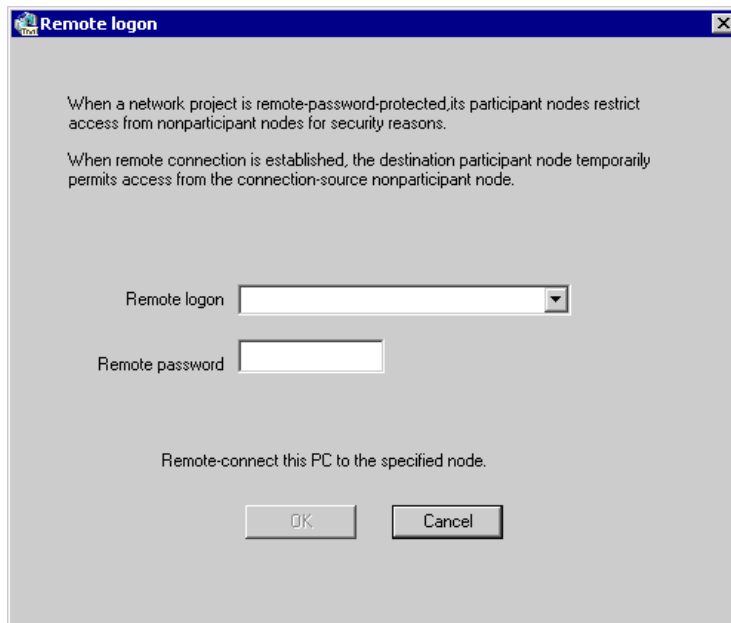 Remote logon
When a network project is remote-password-protected,its participant nodes restrict
access from nonparticipant nodes for security reasons.
When remote connection is established, the destination participant node temporarily
permits access from the connection-source nonparticipant node.
Remote logon
Remote password
Remote-connect this PC to the specified node.
OK Cancel